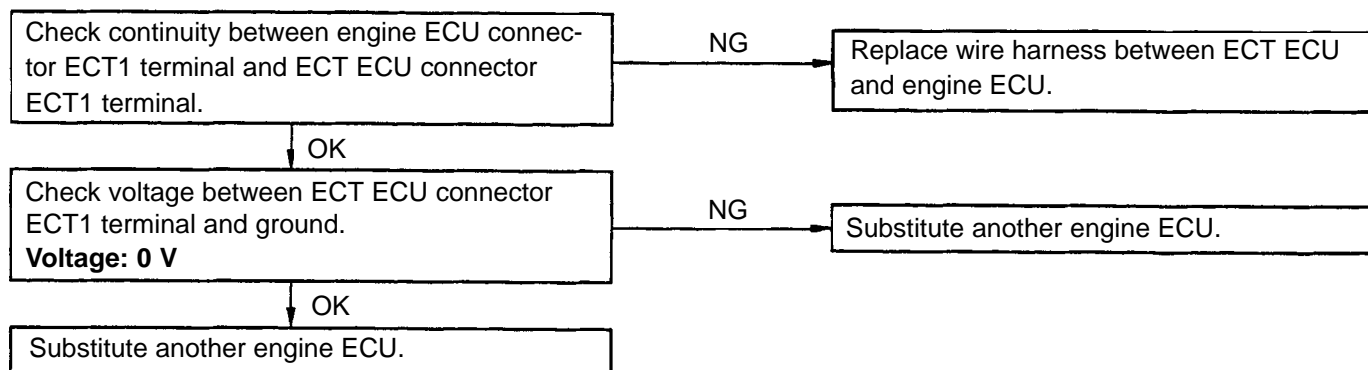 Check continuity between engine ECU connec-
tor ECT1 terminal and ECT ECU connector
ECT1 terminal.
NG
Replace wire harness between ECT ECU
and engine ECU.
OK
Check voltage between ECT ECU connector
ECT1 terminal and ground.
Voltage: 0 V
NG
Substitute another engine ECU.
OK
Substitute another engine ECU.